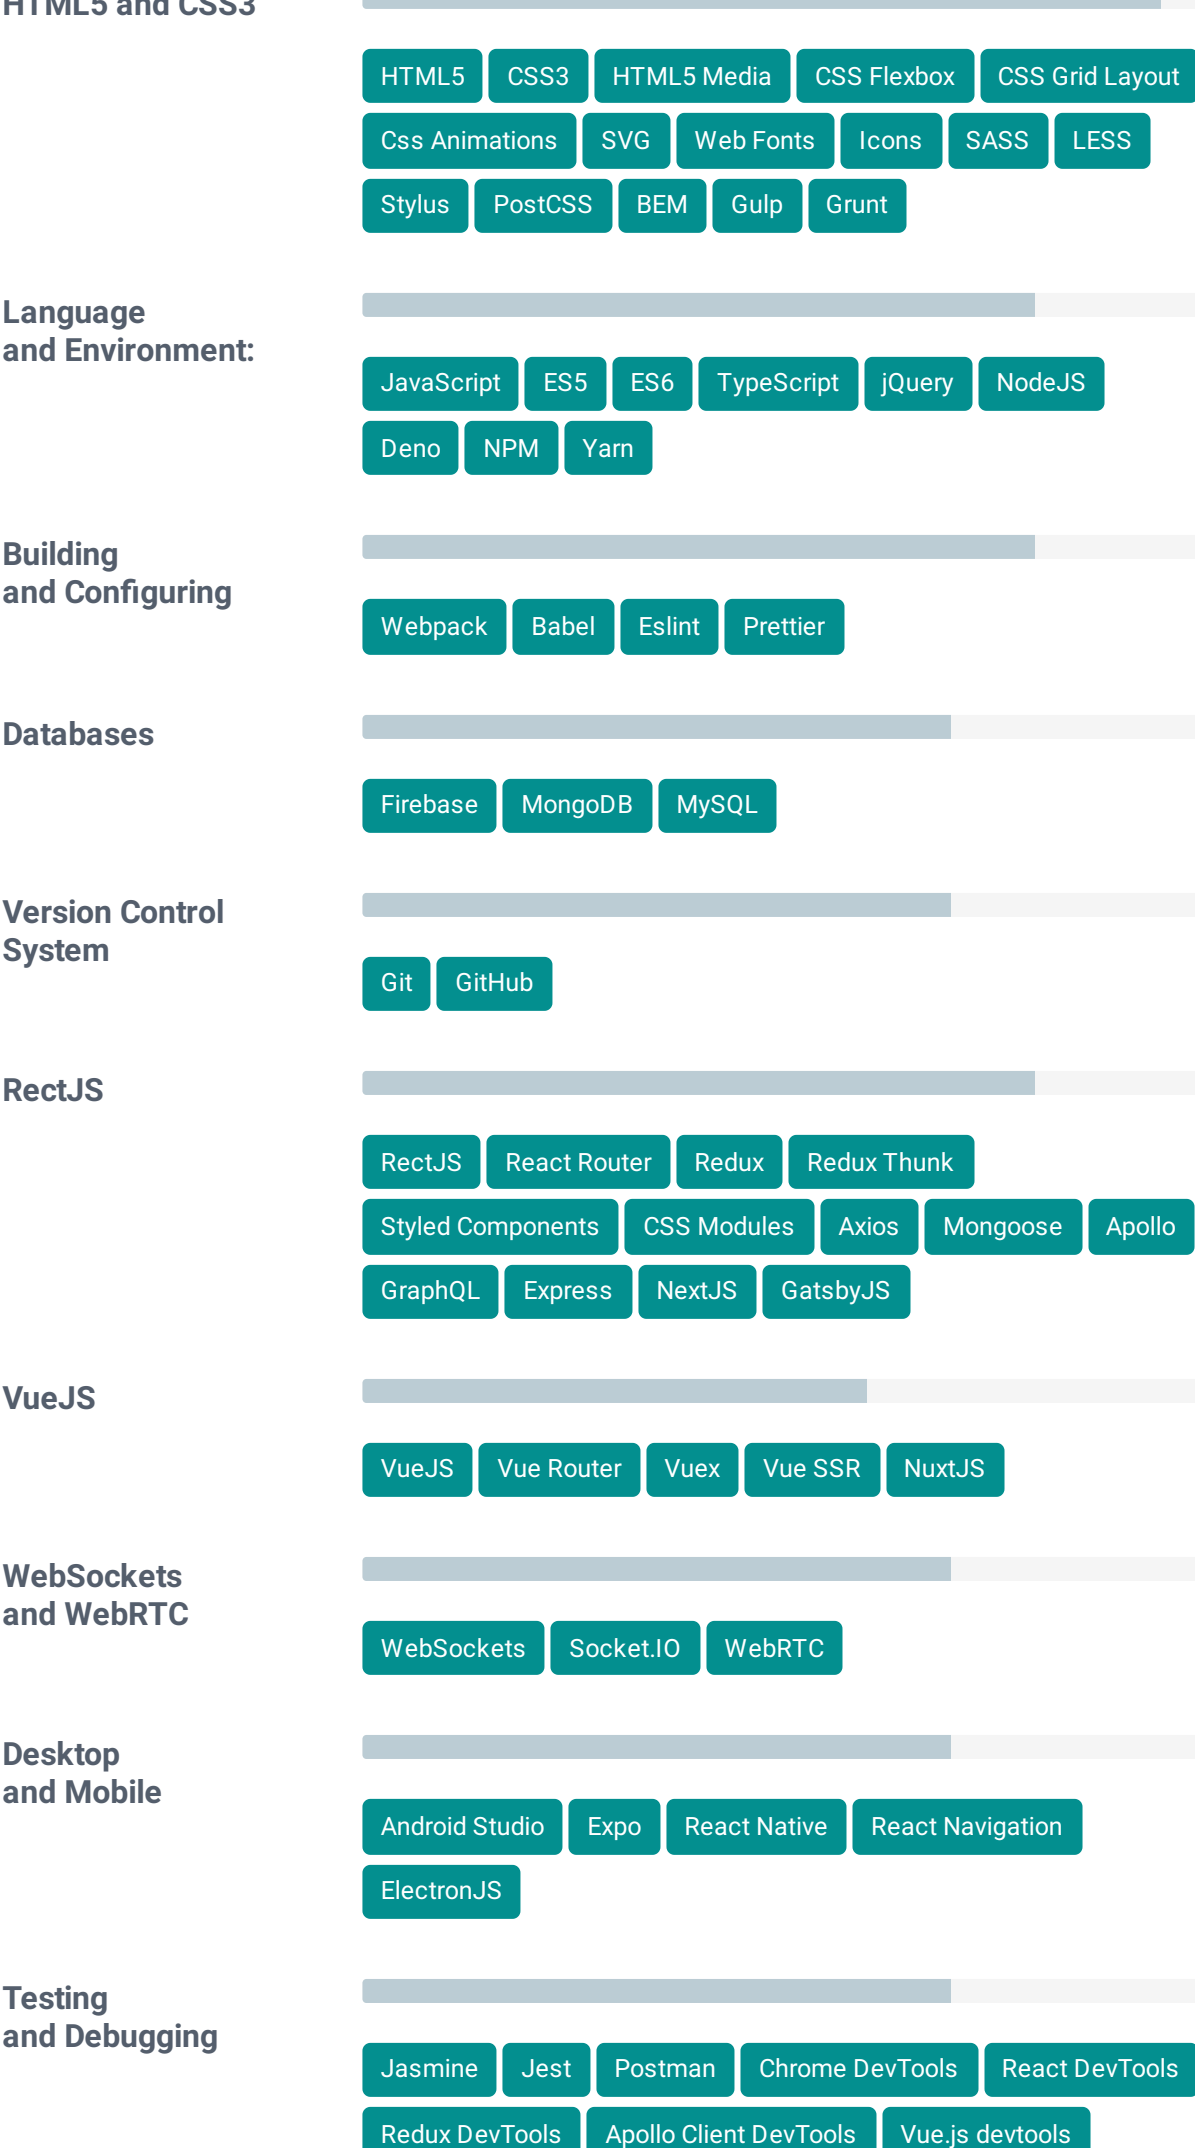 HTML5 and CSS3
HTML5 CSS3 HTML5 Media CSS Flexbox CSS Grid Layout
Css Animations SVG Web Fonts Icons SASS LESS
Stylus PostCSS BEM Gulp Grunt
Language
and Environment:
JavaScript ES5 ES6 TypeScript jQuery NodeJS
Deno NPM Yarn
Building
and Configuring
Webpack Babel Eslint Prettier
Databases
Firebase MongoDB MySQL
Version Control
System
Git GitHub
RectJS
RectJS React Router Redux Redux Thunk
Styled Components CSS Modules Axios Mongoose Apollo
GraphQL Express NextJS GatsbyJS
VueJS
VueJS Vue Router Vuex Vue SSR NuxtJS
WebSockets
and WebRTC
WebSockets Socket.IO WebRTC
Desktop
and Mobile
Android Studio Expo React Native React Navigation
ElectronJS
Testing
and Debugging
Jasmine Jest Postman Chrome DevTools React DevTools
Redux DevTools Apollo Client DevTools Vue.js devtools